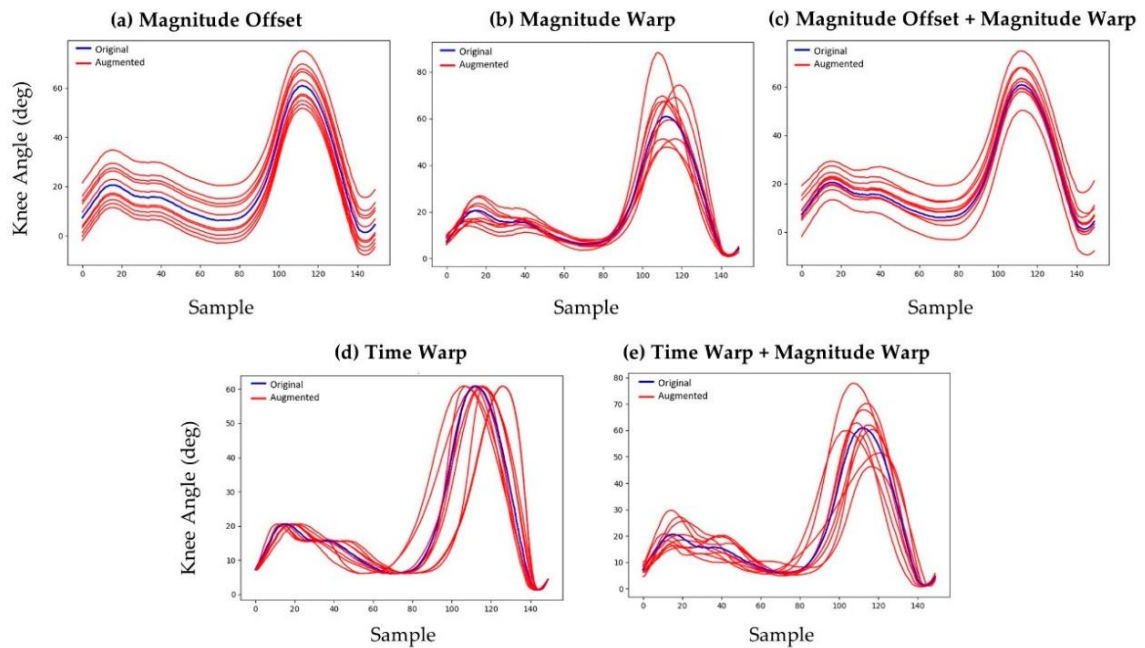 (a) Magnitude Offset
(b) Magnitude Warp
(c) Magnitude Offset + Magnitude Warp
Knee Angle (deg)
Original
Augmented
60
40
20
0
0 20 40 60 80 100 120 140
Sample
Original
Augmented
80
60
40
20
0
0 20 40 60 80 100 120 140
Sample
Original
Augmented
60
40
20
0
0 20 40 60 80 100 120 140
Sample
(d) Time Warp
(e) Time Warp + Magnitude Warp
Knee Angle (deg)
Original
Augmented
60
50
40
30
20
10
0
0 20 40 60 80 100 120 140
Sample
Original
Augmented
80
70
60
50
40
30
20
10
0
0 20 40 60 80 100 120 140
Sample